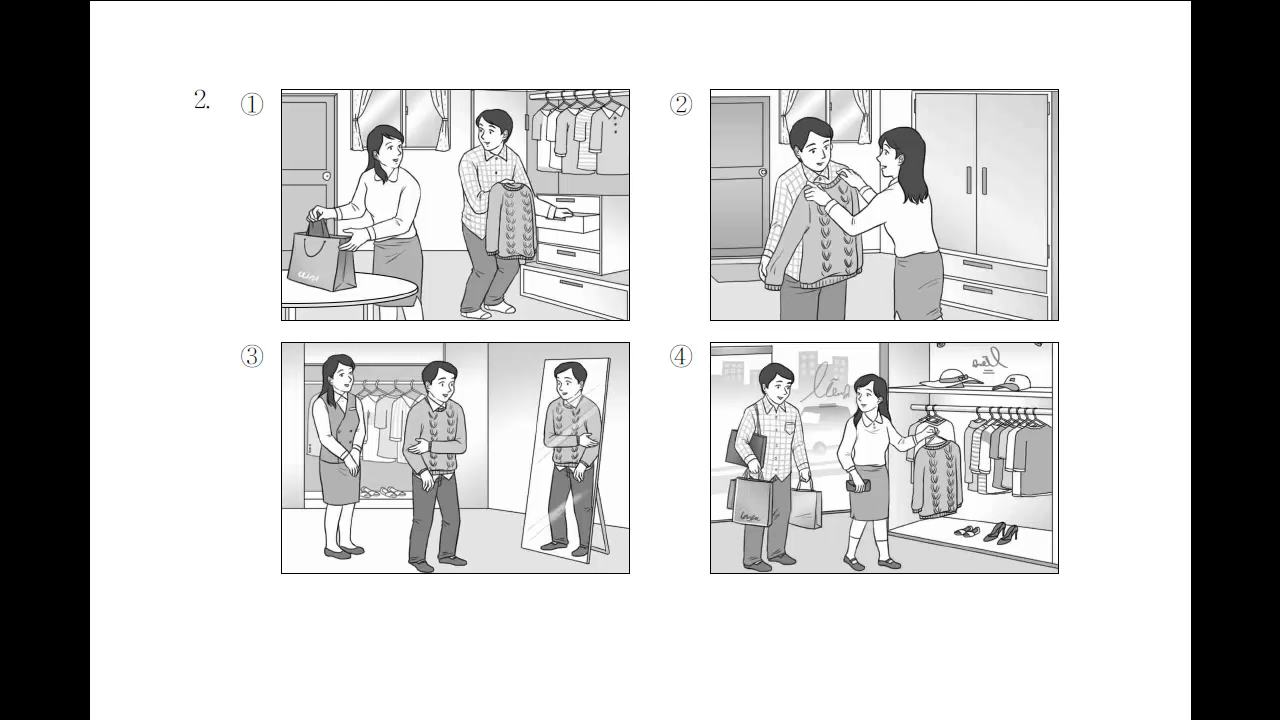 2. ① ②
③ ④